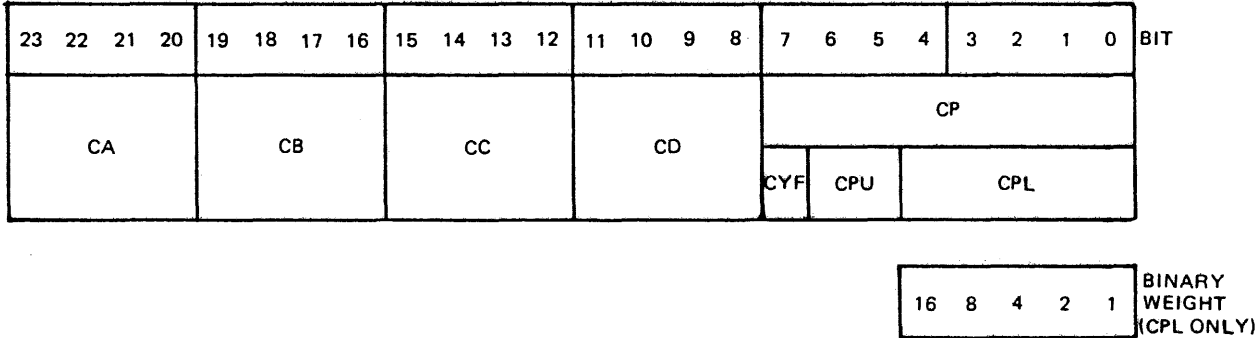 23 22 21 20 19 18 17 16 15 14 13 12 11 10 9 8 7 6 5 4 3 2 1 0 BIT
CA CB CC CD CP
CYF CPU CPL
16 8 4 2 1 BINARY
WEIGHT
(CPL ONLY)